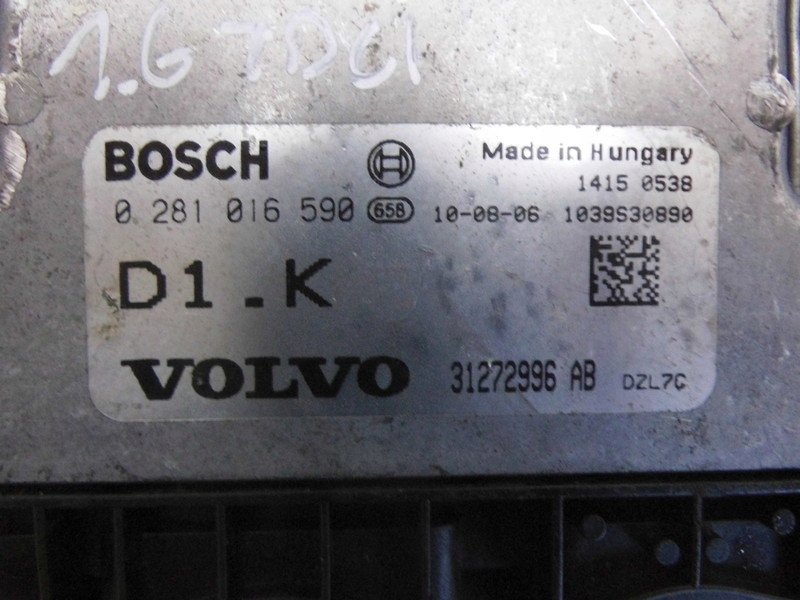 1.6 TDCI
BOSCH
Made in Hungary
1415 0538
0 281 016 590 658 10-08-06 1039S30890
D1.K
VOLVO 31272996 AB DZL7C